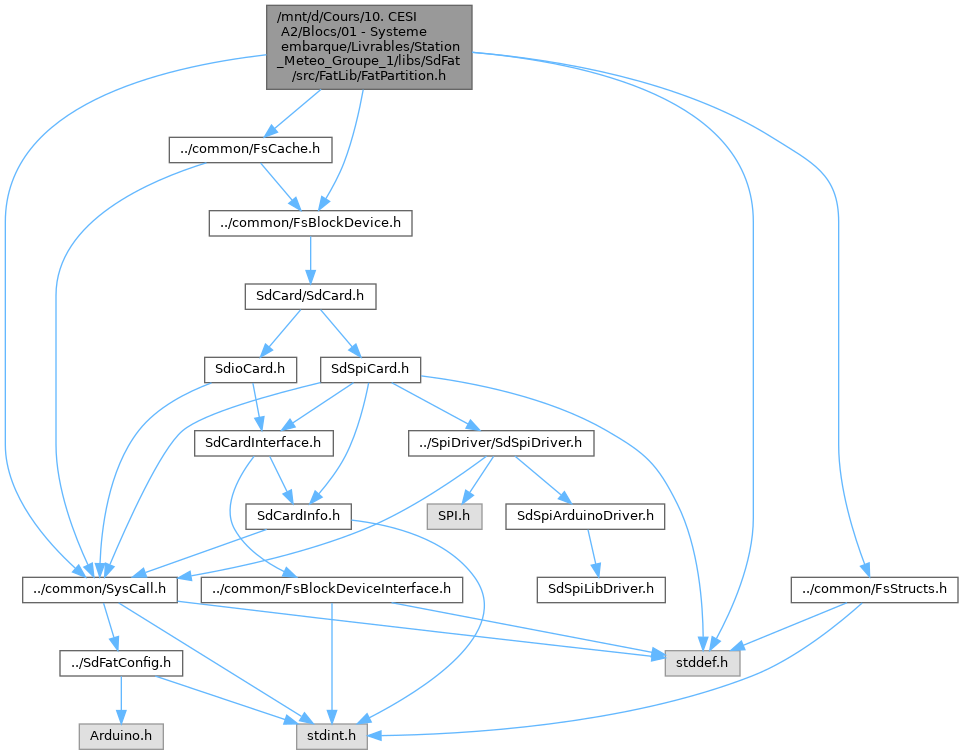 /mnt/d/Cours/10. CESI
A2/Blocs/01 - Systeme
embarque/Livrables/Station
_Meteo_Groupe_1/libs/SdFat
/src/FatLib/FatPartition.h
../common/FsCache.h
../common/FsBlockDevice.h
SdCard/SdCard.h
SdioCard.h
SdSpiCard.h
SdCardInterface.h
../SpiDriver/SdSpiDriver.h
SdCardInfo.h
SPI.h
SdSpiArduinoDriver.h
../common/SysCall.h
../common/FsBlockDeviceInterface.h
SdSpiLibDriver.h
../common/FsStructs.h
../SdFatConfig.h
stddef.h
Arduino.h
stdint.h